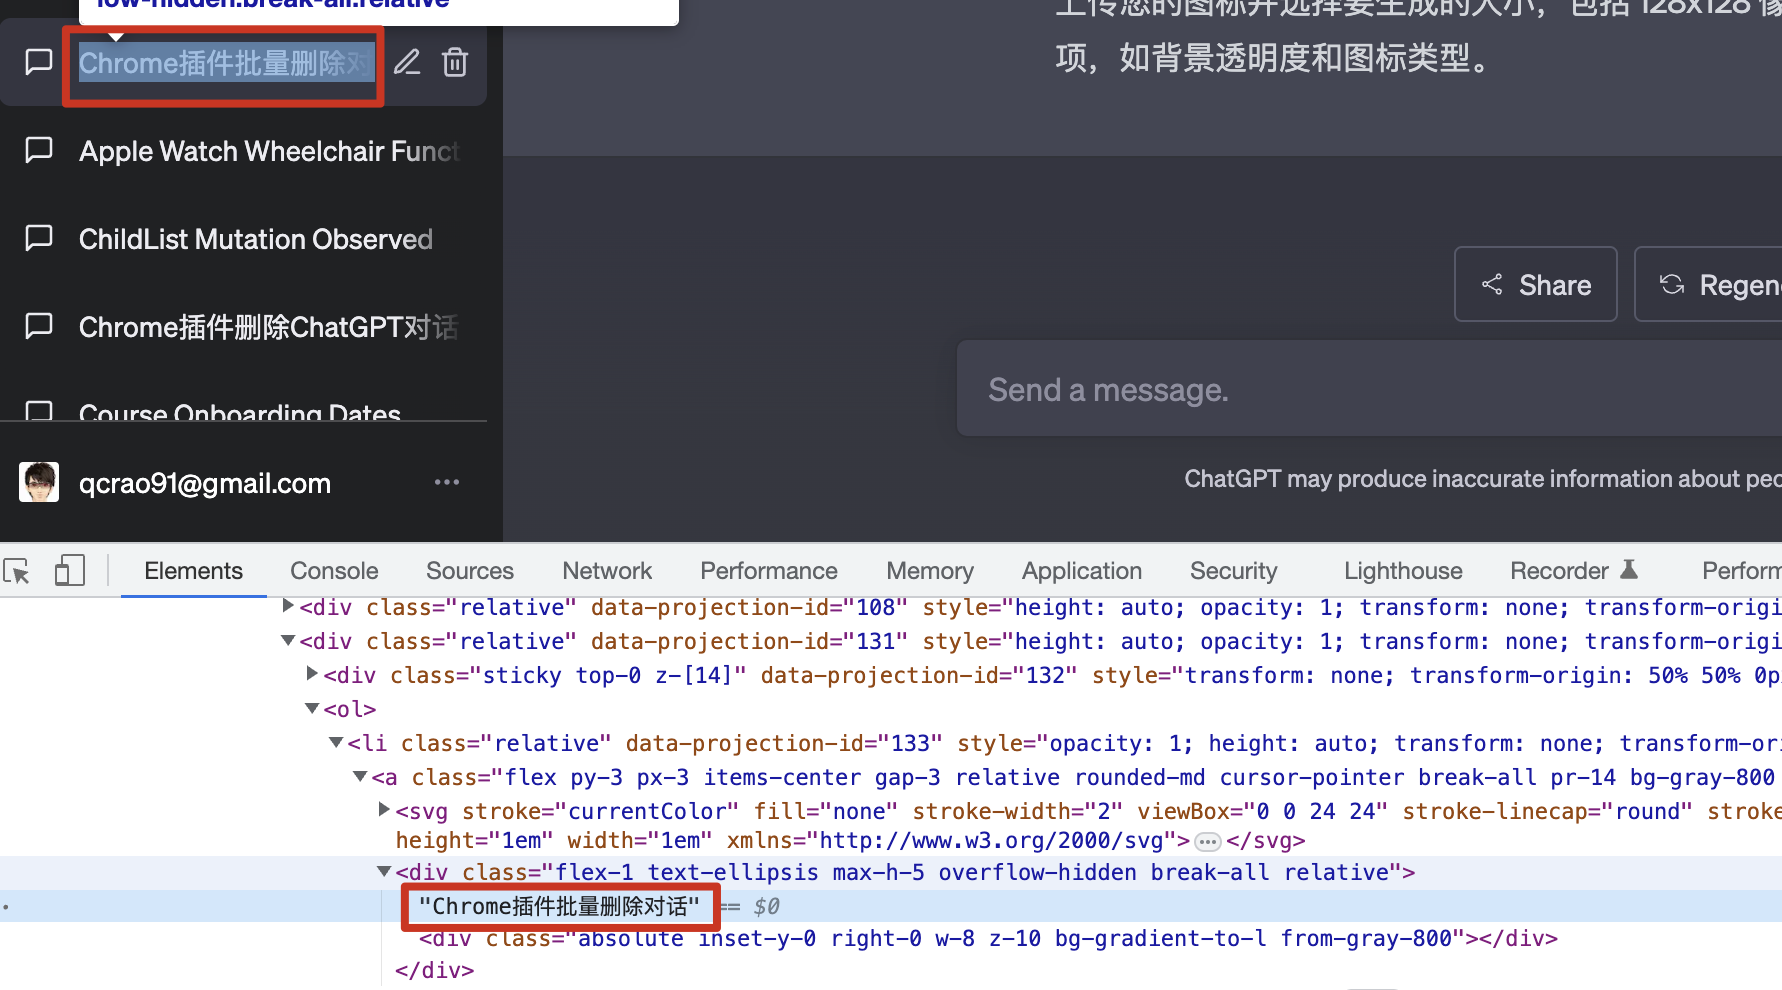 low-hidden.break-all.relative
上传您的图标并选择要生成的大小，包括 128x128 像
项，如背景透明度和图标类型。
Chrome插件批量删除对
Apple Watch Wheelchair Funct
ChildList Mutation Observed
Chrome插件删除ChatGPT对话
Course Onboarding Dates
qcrao91@gmail.com
Share
Regen
Send a message.
ChatGPT may produce inaccurate information about peo
Elements Console Sources Network Performance Memory Application Security Lighthouse Recorder Perform
<div class="relative" data-projection-id="108" style="height: auto; opacity: 1; transform: none; transform-origi
<div class="relative" data-projection-id="131" style="height: auto; opacity: 1; transform: none; transform-origi
<div class="sticky top-0 z-[14]" data-projection-id="132" style="transform: none; transform-origin: 50% 50% 0px
<ol>
<li class="relative" data-projection-id="133" style="opacity: 1; height: auto; transform: none; transform-ori
<a class="flex py-3 px-3 items-center gap-3 relative rounded-md cursor-pointer break-all pr-14 bg-gray-800
<svg stroke="currentColor" fill="none" stroke-width="2" viewBox="0 0 24 24" stroke-linecap="round" stroke
height="1em" width="1em" xmlns="http://www.w3.org/2000/svg">…</svg>
<div class="flex-1 text-ellipsis max-h-5 overflow-hidden break-all relative">
"Chrome插件批量删除对话" == $0
<div class="absolute inset-y-0 right-0 w-8 z-10 bg-gradient-to-l from-gray-800"></div>
</div>